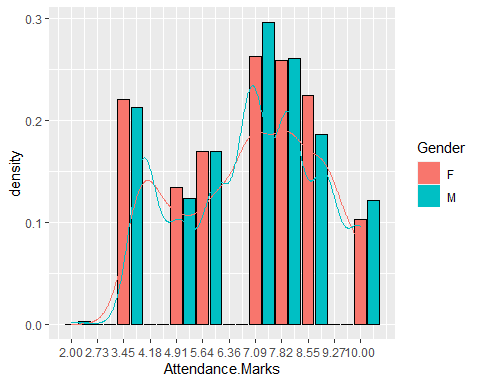 0.3
0.2
0.1
0.0
density
2.00 2.73 3.45 4.18 4.91 5.64 6.36 7.09 7.82 8.55 9.27 10.00
Attendance.Marks
Gender
F
M